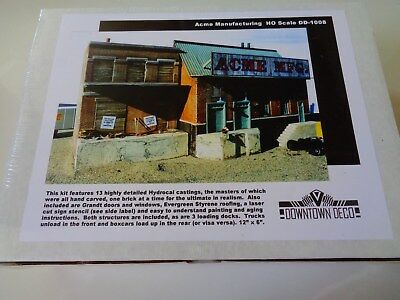 Acme Manufacturing HO Scale DD-1008
ACME MFG.
This kit features 13 highly detailed Hydrocal castings, the masters of which
were all hand carved, one brick at a time for the ultimate in realism. Also
included are Grandt doors and windows, Evergreen Styrene roofing, a laser
cut sign stencil (see side label) and easy to understand painting and aging
instructions. Both structures are included, as are 3 loading docks. Trucks
unload in the front and boxcars load up in the rear (or visa versa). 12" x 6".
DOWNTOWN DECO